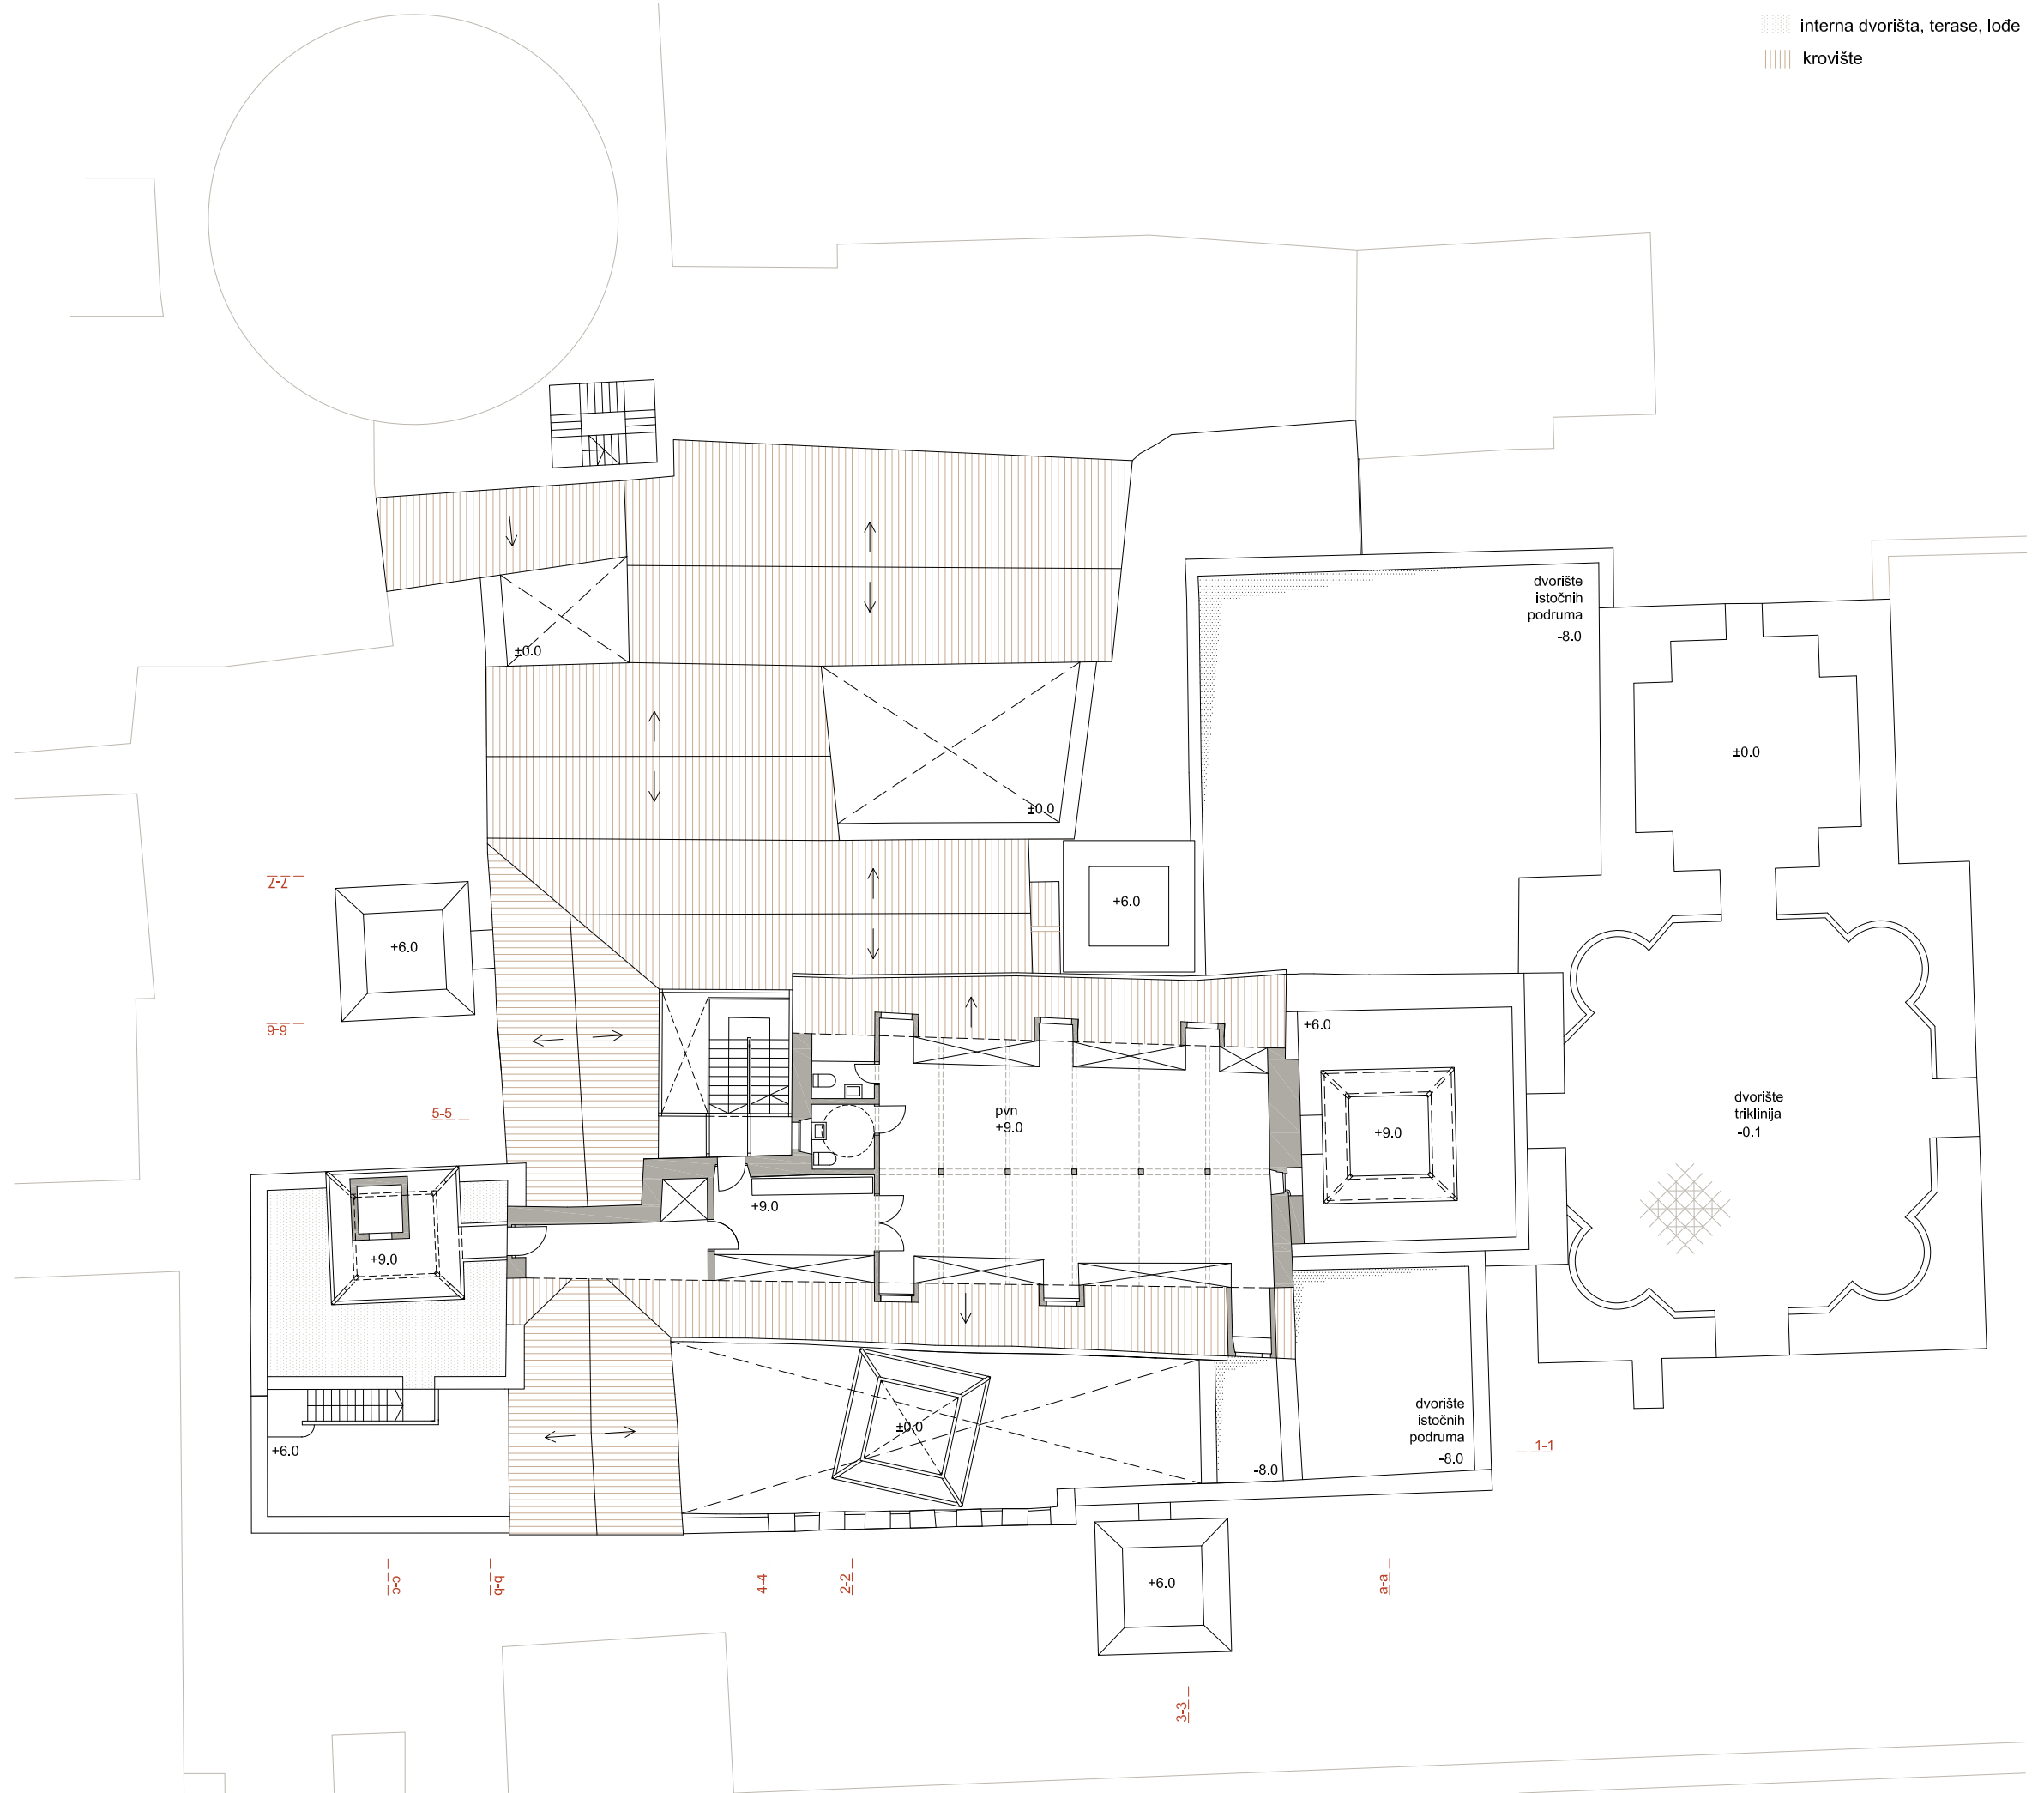 interna dvorišta, terase, lođe
krovište
dvorište
istočnih
podruma
-8.0
±0.0
±0.0
±0.0
7-7
+6.0
+6.0
6-6
+6.0
5-5
pvn
+9.0
+9.0
dvorište
triklinija
-0.1
+9.0
+9.0
dvorište
istočnih
podruma
-8.0
±0.0
+6.0
-8.0
1-1
c-c
b-b
4-4
2-2
+6.0
a-a
3-3